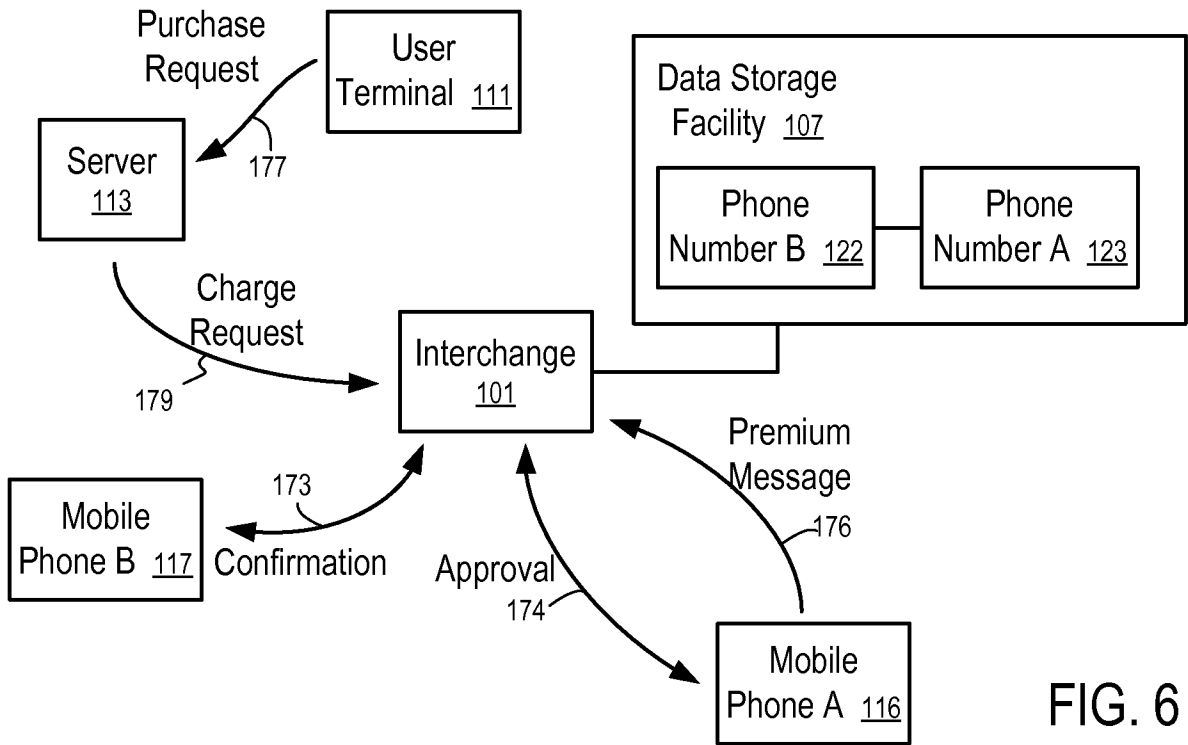 Purchase
Request
177
User
Terminal 111
Server
113
Data Storage
Facility 107
Phone
Number B 122
Phone
Number A 123
Charge
Request
179
Interchange
101
Premium
Message
176
173
Confirmation
Mobile
Phone B 117
Approval
174
Mobile
Phone A 116
FIG. 6